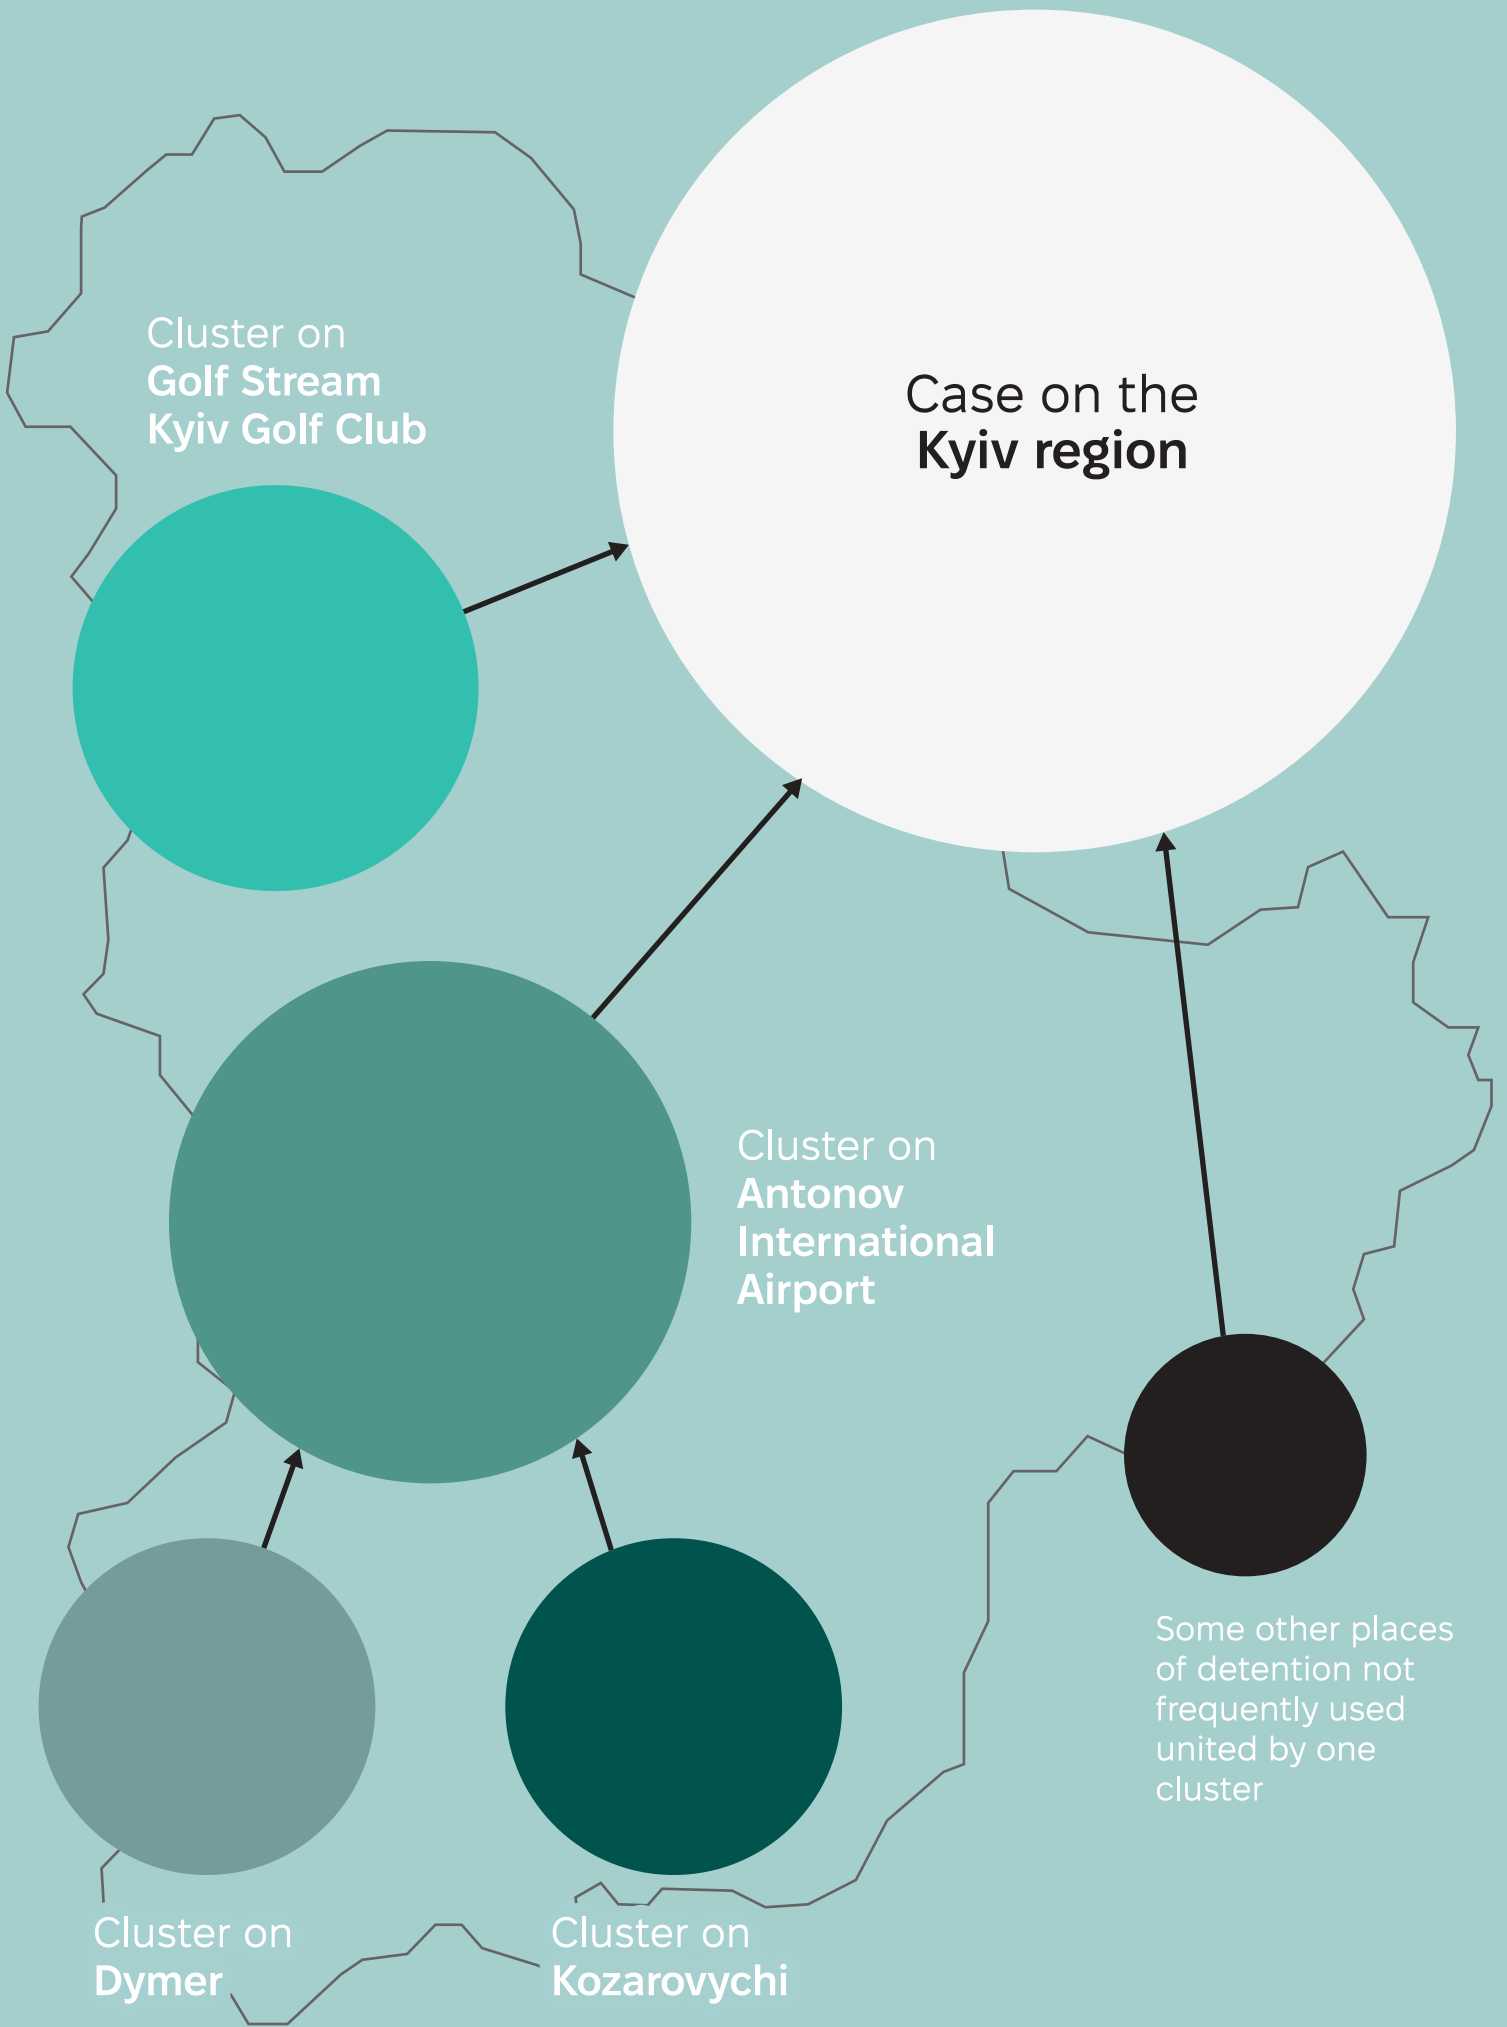 Cluster on
Golf Stream
Kyiv Golf Club
Case on the
Kyiv region
Cluster on
Antonov
International
Airport
Some other places
of detention not
frequently used
united by one
cluster
Cluster on
Dymer
Cluster on
Kozarovychi